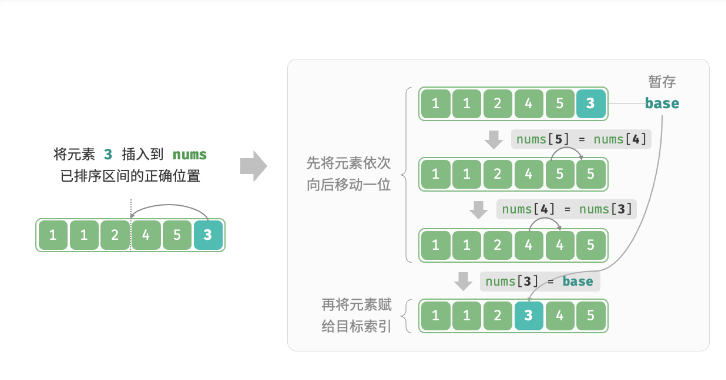 将元素 3 插入到 nums
已排序区间的正确位置
1 1 2 4 5 3
暂存
base
1 1 2 4 5 3
nums[5] = nums[4]
先将元素依次
向后移动一位
1 1 2 4 5 5
nums[4] = nums[3]
1 1 2 4 4 5
nums[3] = base
再将元素赋
给目标索引
1 1 2 3 4 5